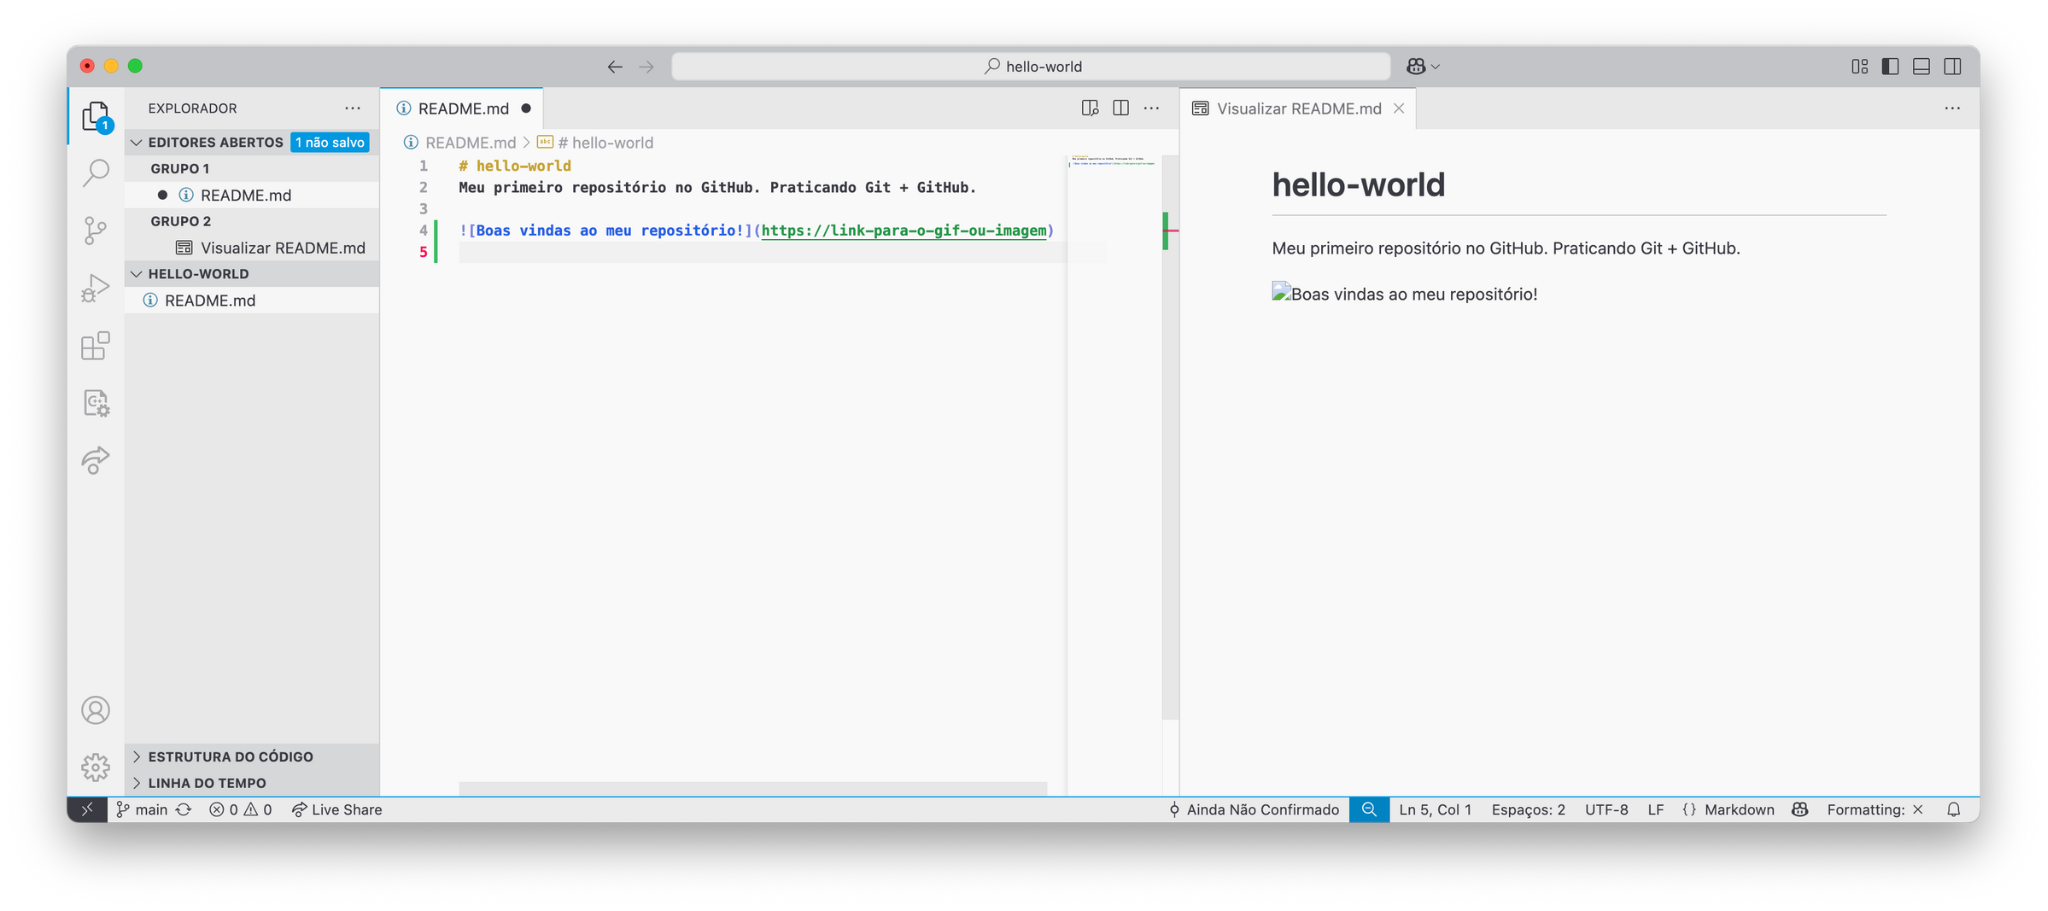 hello-world
EXPLORADOR
EDITORES ABERTOS 1 não salvo
GRUPO 1
README.md
GRUPO 2
Visualizar README.md
HELLO-WORLD
README.md
ESTRUTURA DO CÓDIGO
LINHA DO TEMPO
README.md
README.md > # hello-world
1 # hello-world
2 Meu primeiro repositório no GitHub. Praticando Git + GitHub.
3
4 ![Boas vindas ao meu repositório!](https://link-para-o-gif-ou-imagem)
5
Visualizar README.md
hello-world
Meu primeiro repositório no GitHub. Praticando Git + GitHub.
Boas vindas ao meu repositório!
main 0 0 Live Share Ainda Não Confirmado Ln 5, Col 1 Espaços: 2 UTF-8 LF {} Markdown Formatting: ×